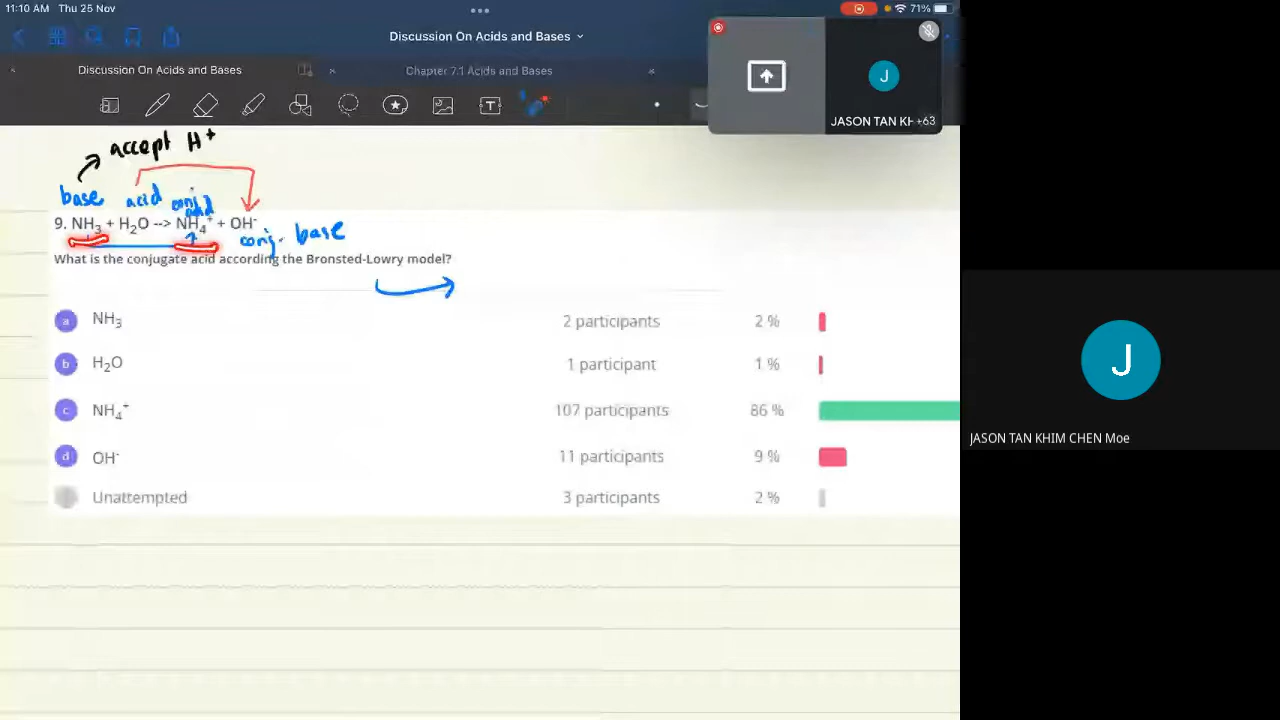 11:10 AM Thu 25 Nov
71%
Discussion On Acids and Bases
Discussion On Acids and Bases
Chapter 7.1 Acids and Bases
T
J
JASON TAN KH +63
accept H⁺
base acid conj. acid
9. NH₃ + H₂O --> NH₄⁺ + OH⁻
conj. base
What is the conjugate acid according the Bronsted-Lowry model?
a NH₃ 2 participants 2 %
b H₂O 1 participant 1 %
c NH₄⁺ 107 participants 86 %
d OH⁻ 11 participants 9 %
Unattempted 3 participants 2 %
J
JASON TAN KHIM CHEN Moe